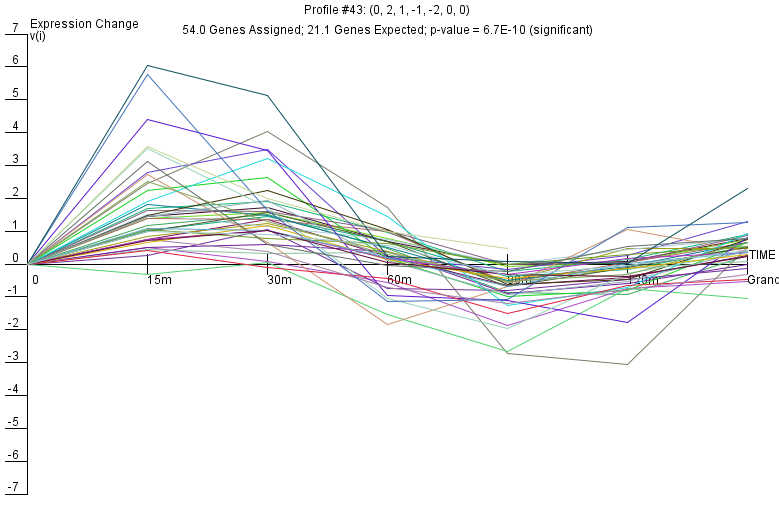 Profile #43: (0, 2, 1, -1, -2, 0, 0)
Expression Change
v(i)
54.0 Genes Assigned; 21.1 Genes Expected; p-value = 6.7E-10 (significant)
7
6
5
4
3
2
1
0
-1
-2
-3
-4
-5
-6
-7
TIME
0
15m
30m
60m
120m
Grand